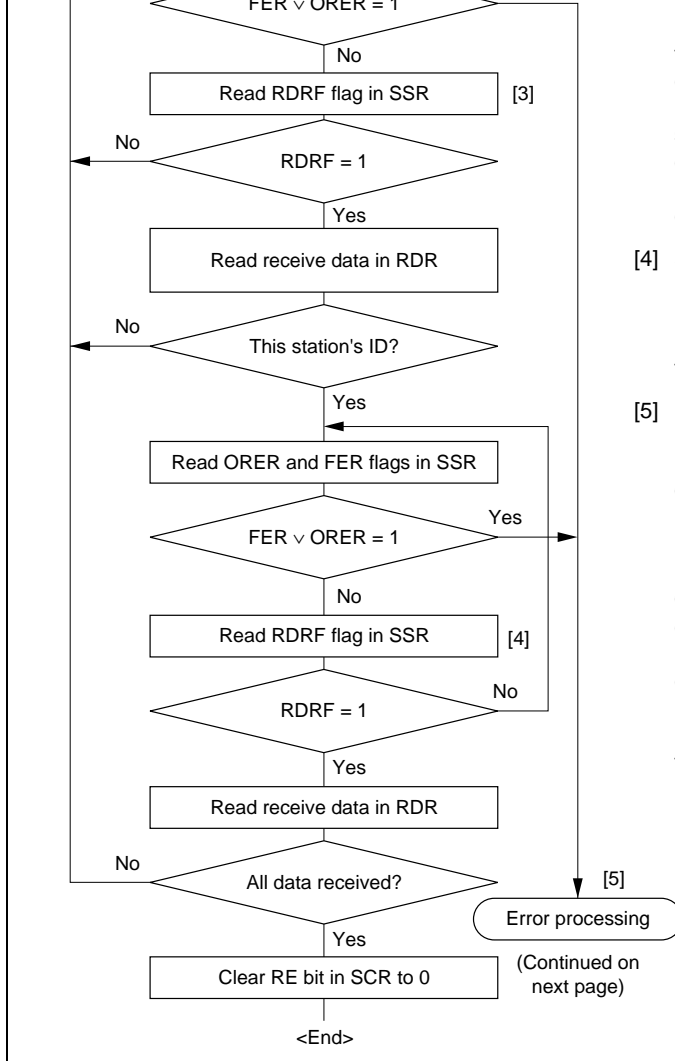 FER ∨ ORER = 1
No
Read RDRF flag in SSR [3]
No
RDRF = 1
Yes
Read receive data in RDR
[4]
No
This station's ID?
Yes
[5]
Read ORER and FER flags in SSR
Yes
FER ∨ ORER = 1
No
Read RDRF flag in SSR [4]
No
RDRF = 1
Yes
Read receive data in RDR
No
All data received?
[5]
Error processing
Yes
(Continued on
next page)
Clear RE bit in SCR to 0
<End>